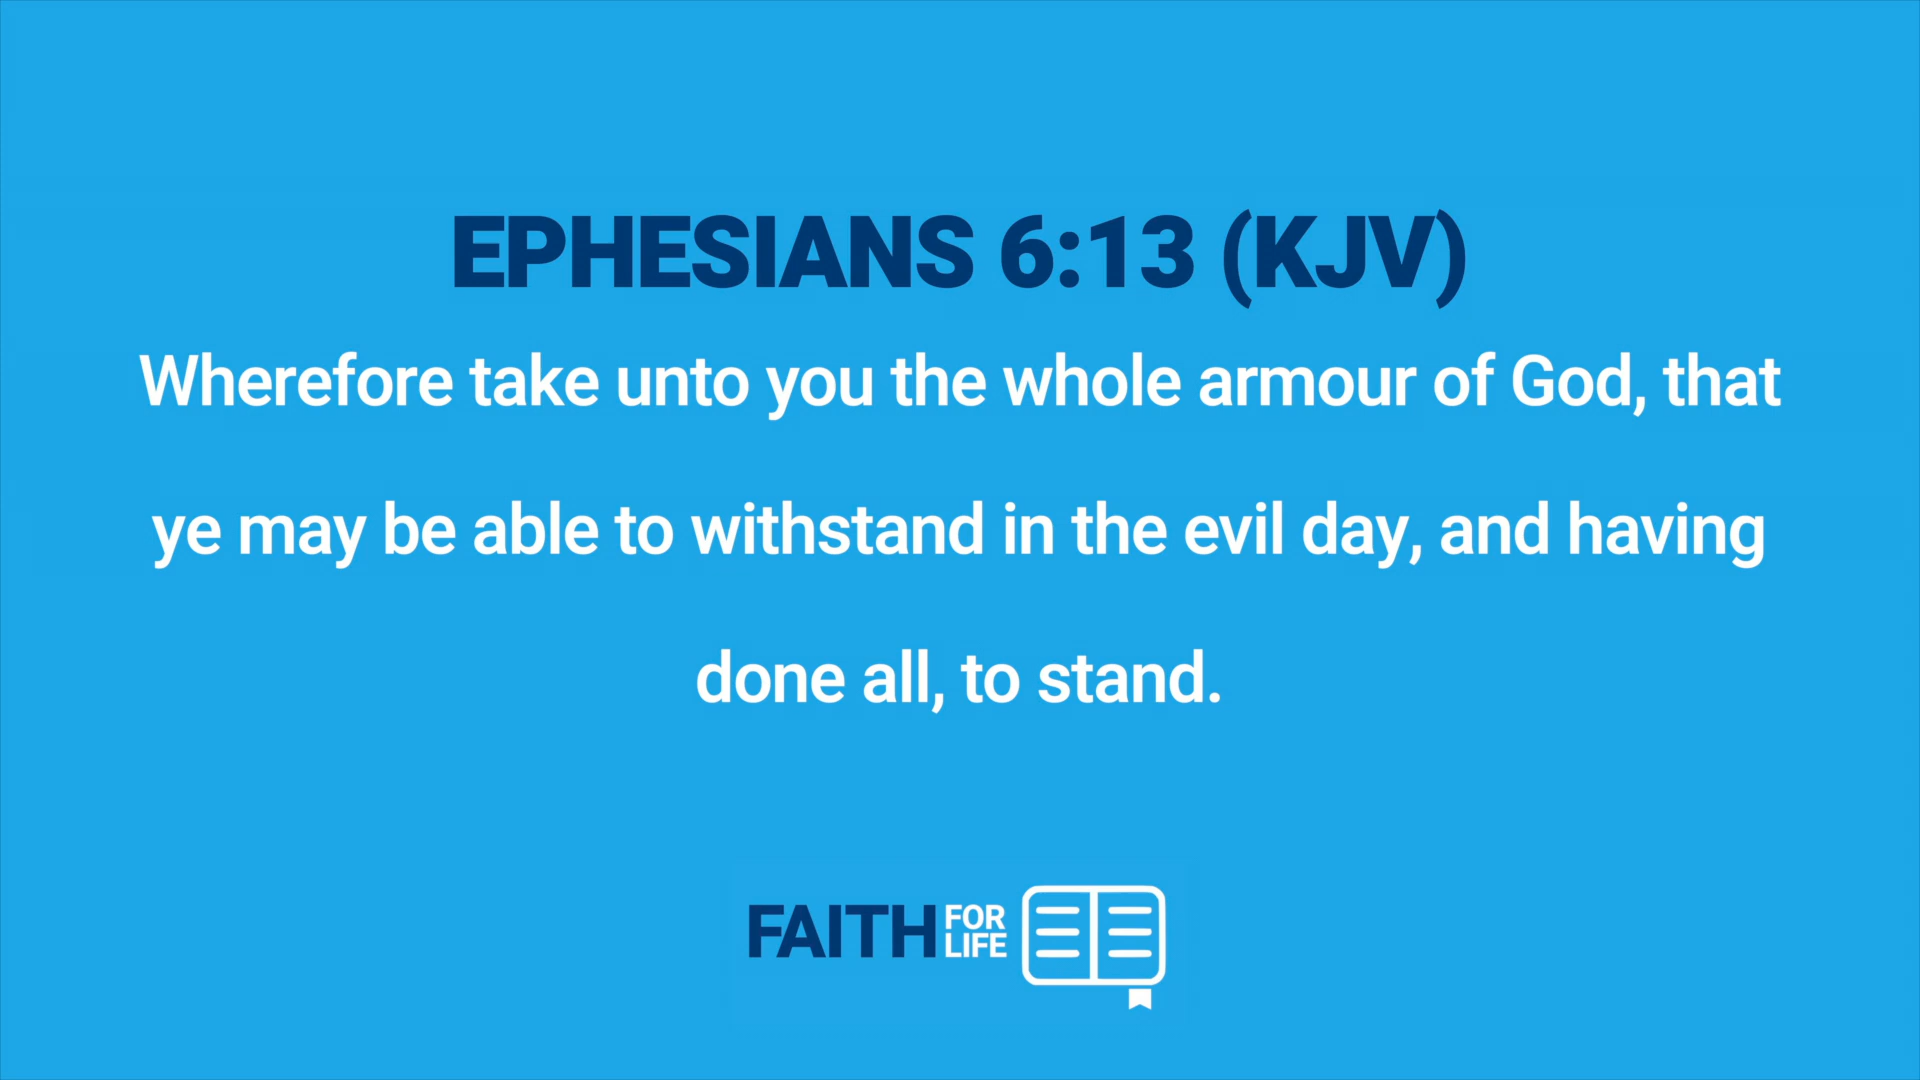 EPHESIANS 6:13 (KJV)
Wherefore take unto you the whole armour of God, that
ye may be able to withstand in the evil day, and having
done all, to stand.
FAITH FOR
LIFE